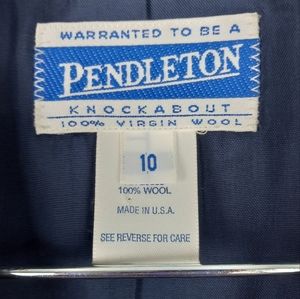 WARRANTED TO BE A
PENDLETON
KNOCKABOUT
100% VIRGIN WOOL
10
100% WOOL
MADE IN U.S.A.
SEE REVERSE FOR CARE